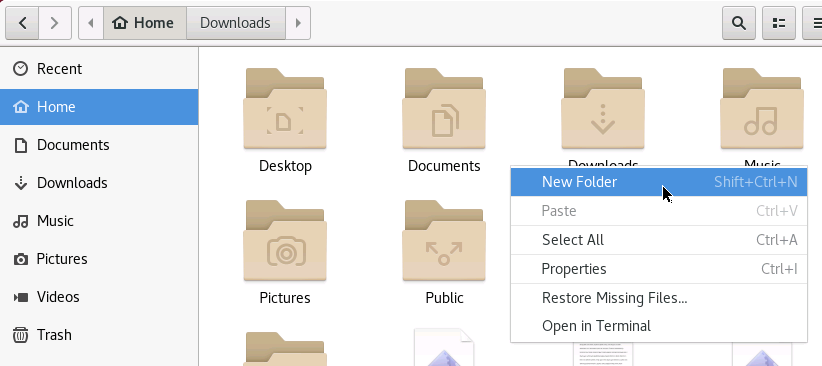 Home
Downloads
Recent
Home
Documents
Downloads
Music
Pictures
Videos
Trash
Desktop
Documents
Downloads
Music
Pictures
Public
New Folder Shift+Ctrl+N
Paste Ctrl+V
Select All Ctrl+A
Properties Ctrl+I
Restore Missing Files...
Open in Terminal